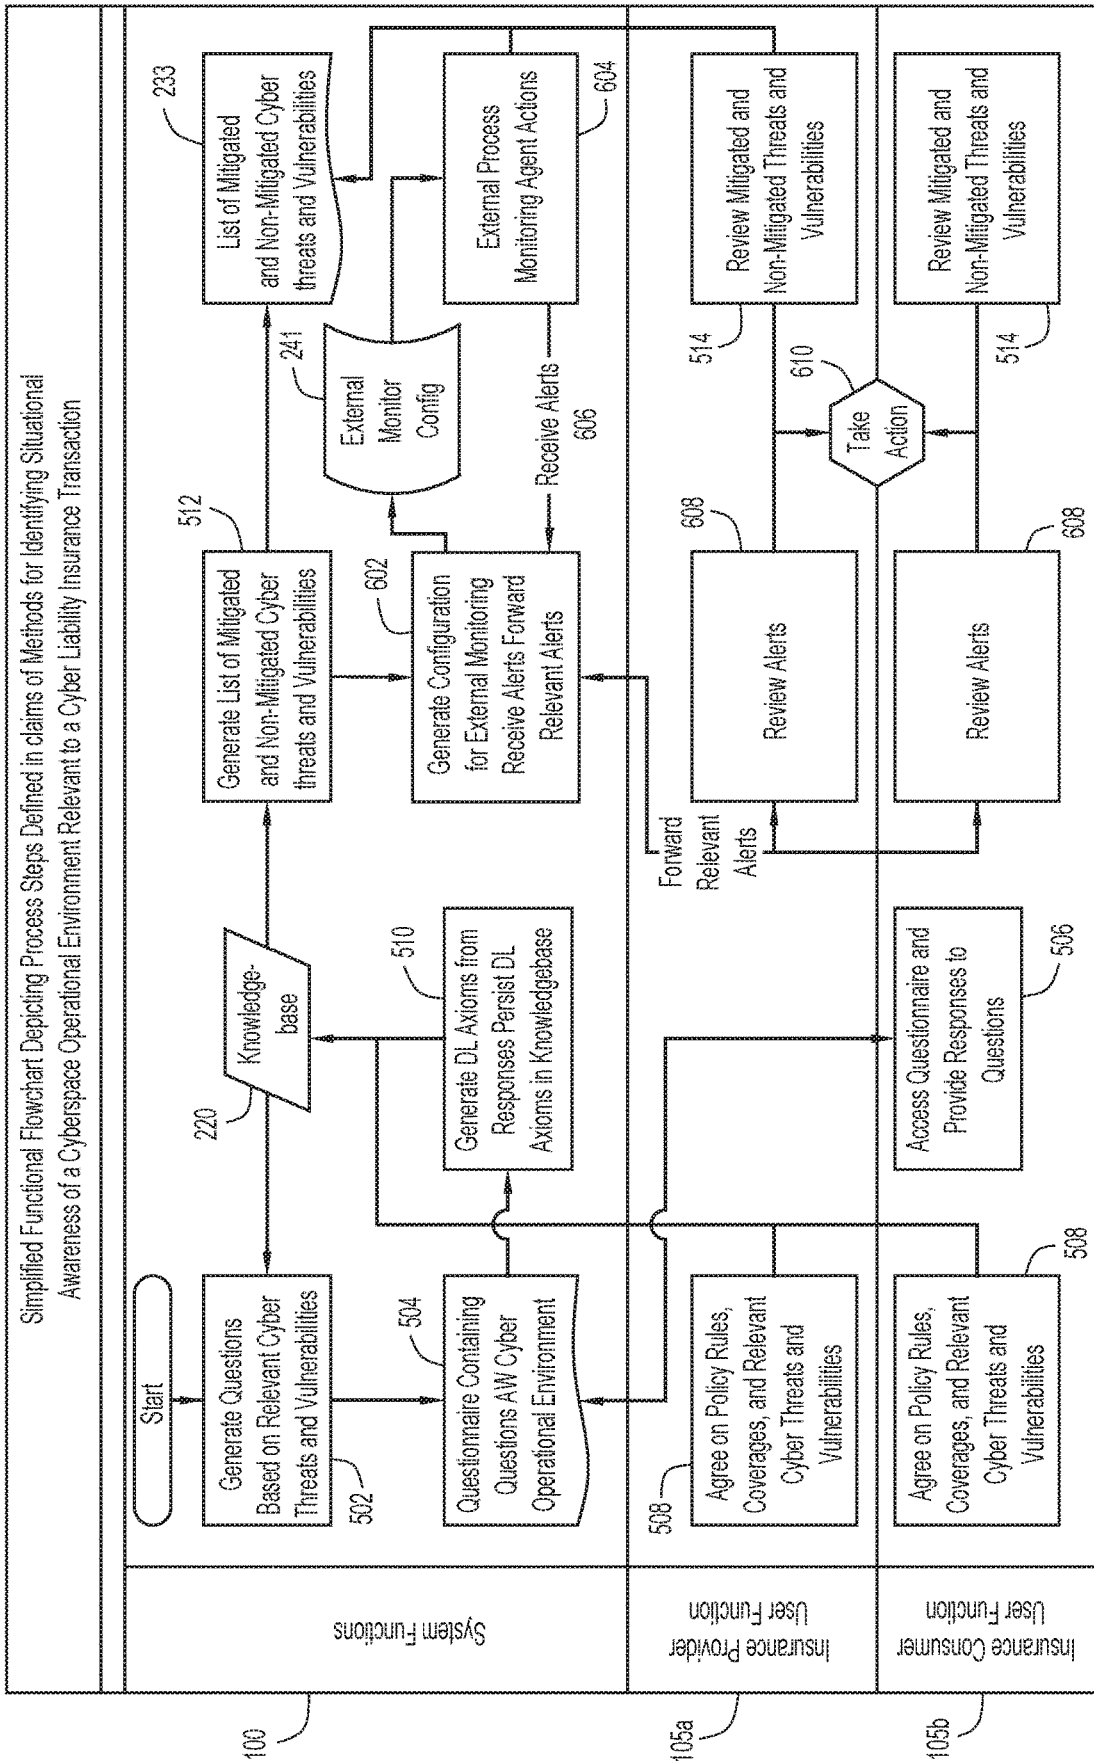 Simplified Functional Flowchart Depicting Process Steps Defined in claims of Methods for Identifying Situational
Awareness of a Cyberspace Operational Environment Relevant to a Cyber Liability Insurance Transaction
100
System Functions
Start
Generate Questions
Based on Relevant Cyber
Threats and Vulnerabilities
502
220
Knowledge-
base
Generate List of Mitigated
and Non-Mitigated Cyber
threats and Vulnerabilities
512
List of Mitigated
and Non-Mitigated Cyber
threats and Vulnerabilities
233
Questionnaire Containing
Questions AW Cyber
Operational Environment
504
Generate DL Axioms from
Responses Persist DL
Axioms in Knowledgebase
510
Generate Configuration
for External Monitoring
Receive Alerts Forward
Relevant Alerts
602
External
Monitor
Config
241
Receive Alerts
606
External Process
Monitoring Agent Actions
604
105a
Insurance Provider
User Function
508
Agree on Policy Rules,
Coverages, and Relevant
Cyber Threats and
Vulnerabilities
Forward
Relevant
Alerts
Review Alerts
608
514
Review Mitigated and
Non-Mitigated Threats and
Vulnerabilities
Take
Action
610
105b
Insurance Consumer
User Function
Agree on Policy Rules,
Coverages, and Relevant
Cyber Threats and
Vulnerabilities
508
Access Questionnaire and
Provide Responses to
Questions
506
Review Alerts
608
514
Review Mitigated and
Non-Mitigated Threats and
Vulnerabilities